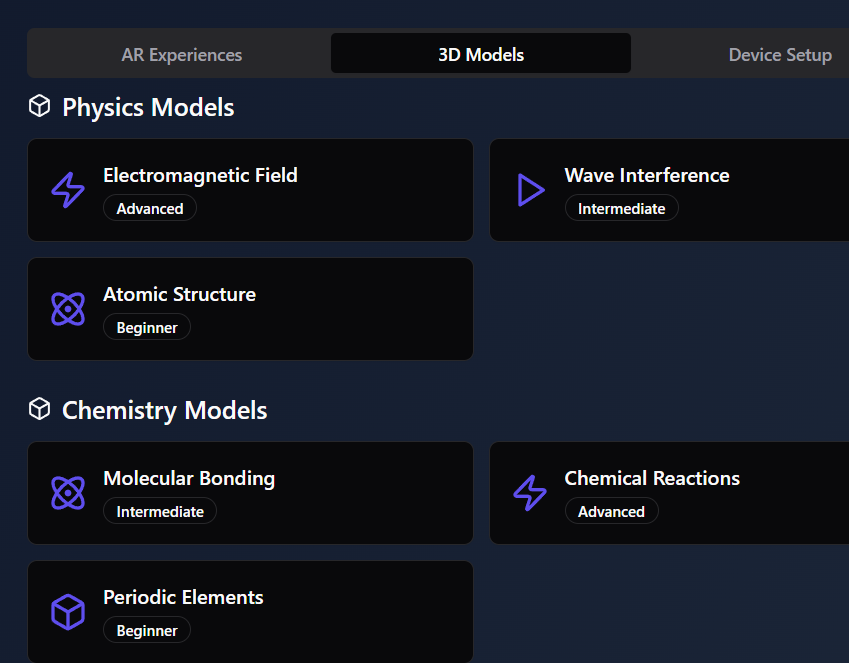 AR Experiences 3D Models Device Setup
Physics Models
Electromagnetic Field
Advanced
Wave Interference
Intermediate
Atomic Structure
Beginner
Chemistry Models
Molecular Bonding
Intermediate
Chemical Reactions
Advanced
Periodic Elements
Beginner